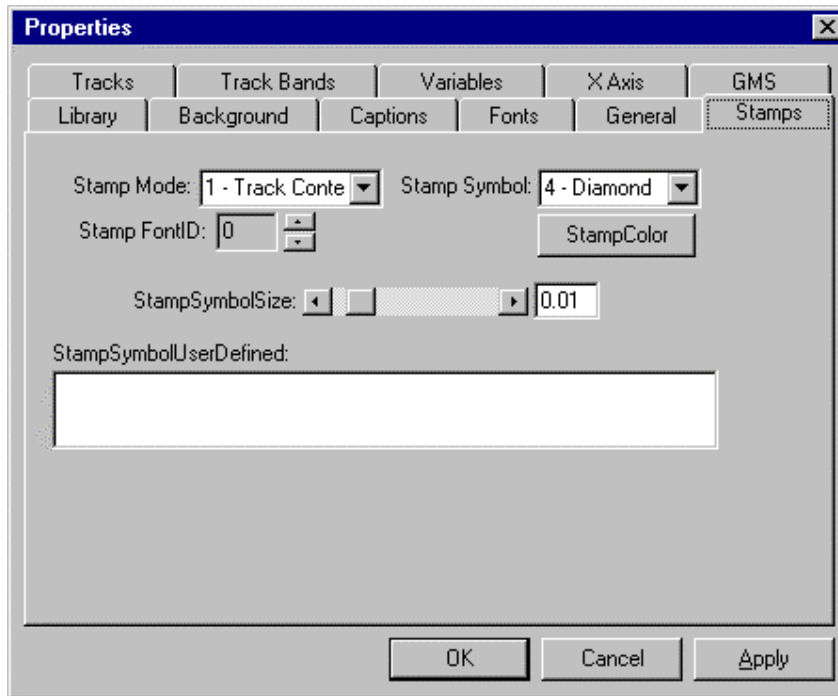 Properties
Tracks Track Bands Variables X Axis GMS
Library Background Captions Fonts General Stamps
Stamp Mode: 1 - Track Conte Stamp Symbol: 4 - Diamond
Stamp FontID: 0 StampColor
StampSymbolSize: 0.01
StampSymbolUserDefined:
OK Cancel Apply